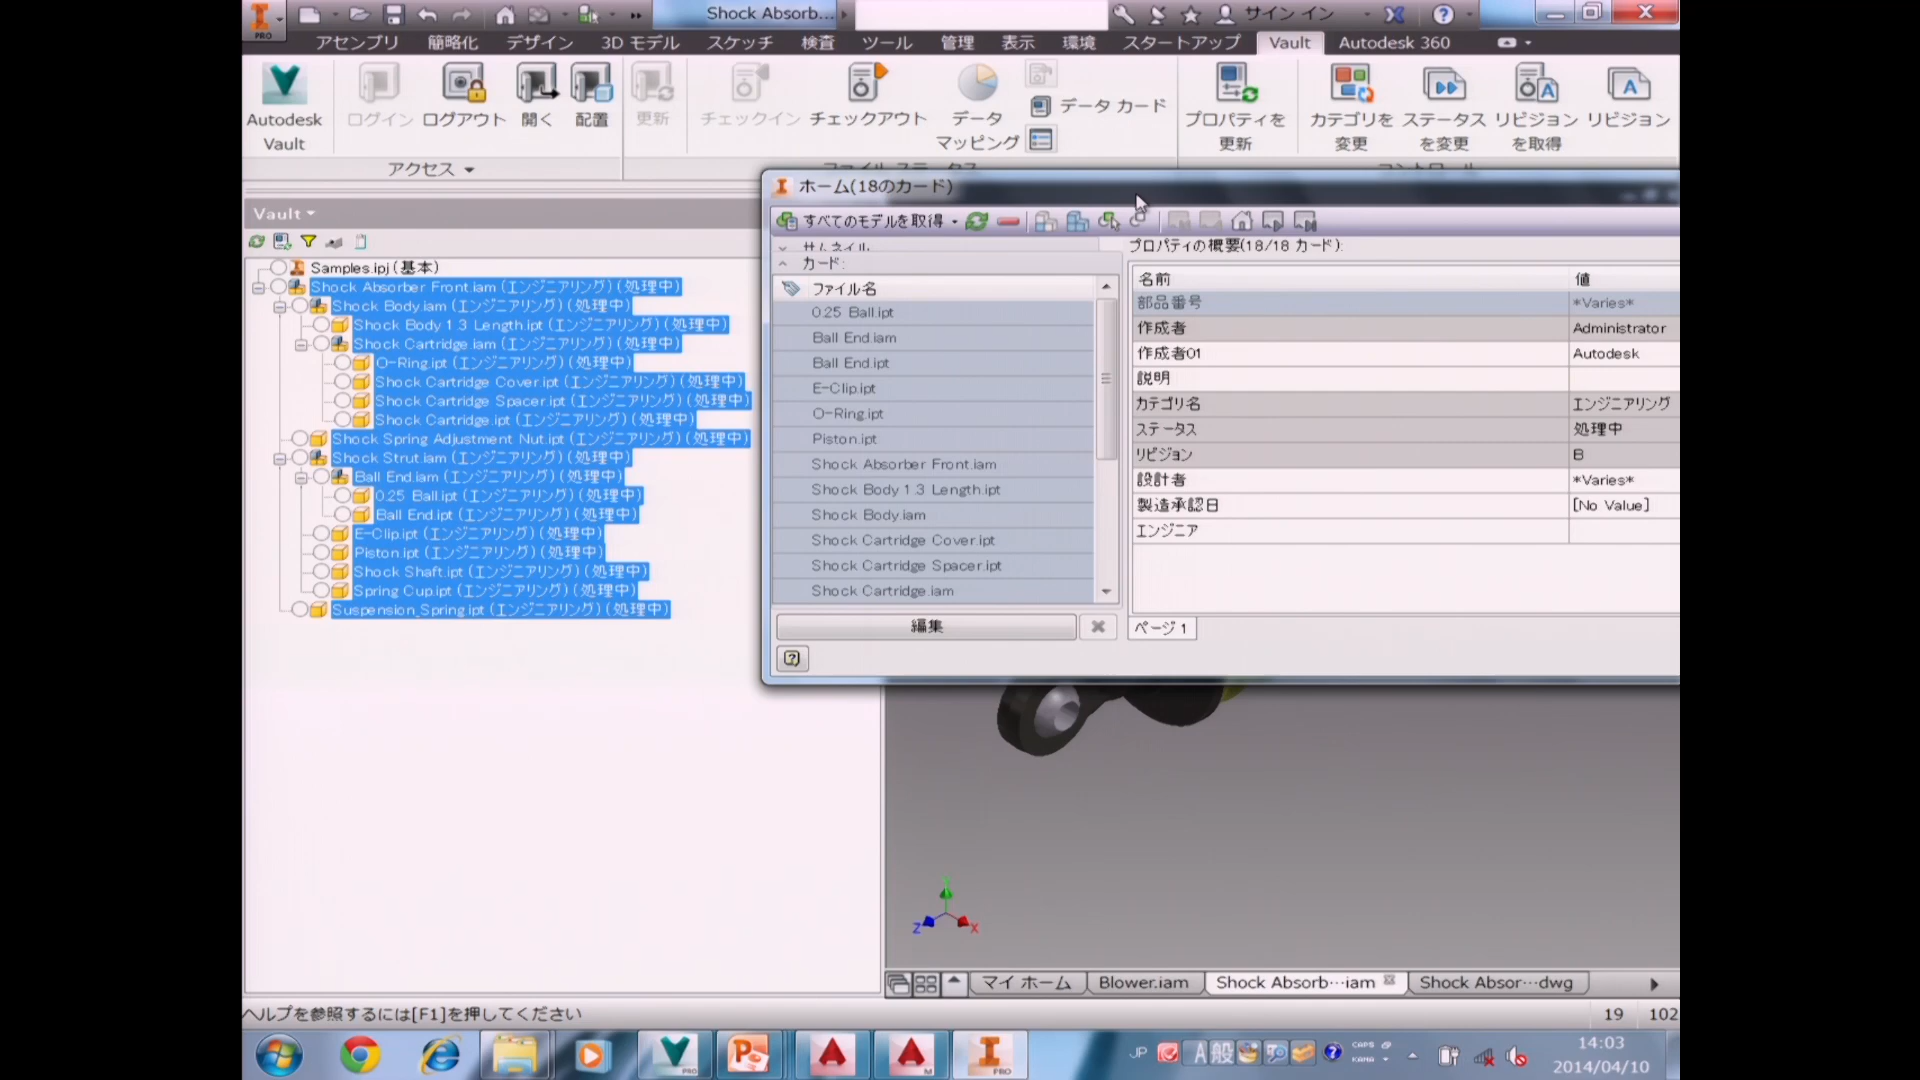 Shock Absorb...
サイン イン
PRO
アセンブリ 簡略化 デザイン 3D モデル スケッチ 検査 ツール 管理 表示 環境 スタートアップ Vault Autodesk 360
Autodesk Vault
ログイン ログアウト 開く 配置 更新 チェックイン チェックアウト データ マッピング データ カード プロパティを更新 カテゴリを変更 ステータスを変更 リビジョンを取得 リビジョン
アクセス
Vault
Samples.ipj (基本)
Shock Absorber Front.iam (エンジニアリング) (処理中)
Shock Body.iam (エンジニアリング) (処理中)
Shock Body 1 3 Length.ipt (エンジニアリング) (処理中)
Shock Cartridge.iam (エンジニアリング) (処理中)
O-Ring.ipt (エンジニアリング) (処理中)
Shock Cartridge Cover.ipt (エンジニアリング) (処理中)
Shock Cartridge Spacer.ipt (エンジニアリング) (処理中)
Shock Cartridge.ipt (エンジニアリング) (処理中)
Shock Spring Adjustment Nut.ipt (エンジニアリング) (処理中)
Shock Strut.iam (エンジニアリング) (処理中)
Ball End.iam (エンジニアリング) (処理中)
0.25 Ball.ipt (エンジニアリング) (処理中)
Ball End.ipt (エンジニアリング) (処理中)
E-Clip.ipt (エンジニアリング) (処理中)
Piston.ipt (エンジニアリング) (処理中)
Shock Shaft.ipt (エンジニアリング) (処理中)
Spring Cup.ipt (エンジニアリング) (処理中)
Suspension_Spring.ipt (エンジニアリング) (処理中)
ホーム(18のカード)
すべてのモデルを取得
サムネイル
カード:
ファイル名
0.25 Ball.ipt
Ball End.iam
Ball End.ipt
E-Clip.ipt
O-Ring.ipt
Piston.ipt
Shock Absorber Front.iam
Shock Body 1 3 Length.ipt
Shock Body.iam
Shock Cartridge Cover.ipt
Shock Cartridge Spacer.ipt
Shock Cartridge.iam
編集
プロパティの概要(18/18 カード):
名前 値
部品番号 *Varies*
作成者 Administrator
作成者01 Autodesk
説明
カテゴリ名 エンジニアリング
ステータス 処理中
リビジョン B
設計者 *Varies*
製造承認日 [No Value]
エンジニア
ページ 1
Z X
マイ ホーム Blower.iam Shock Absorb…iam Shock Absor…dwg
ヘルプを参照するには[F1]を押してください
19 102
JP A 般 CAPS KANA
14:03
2014/04/10